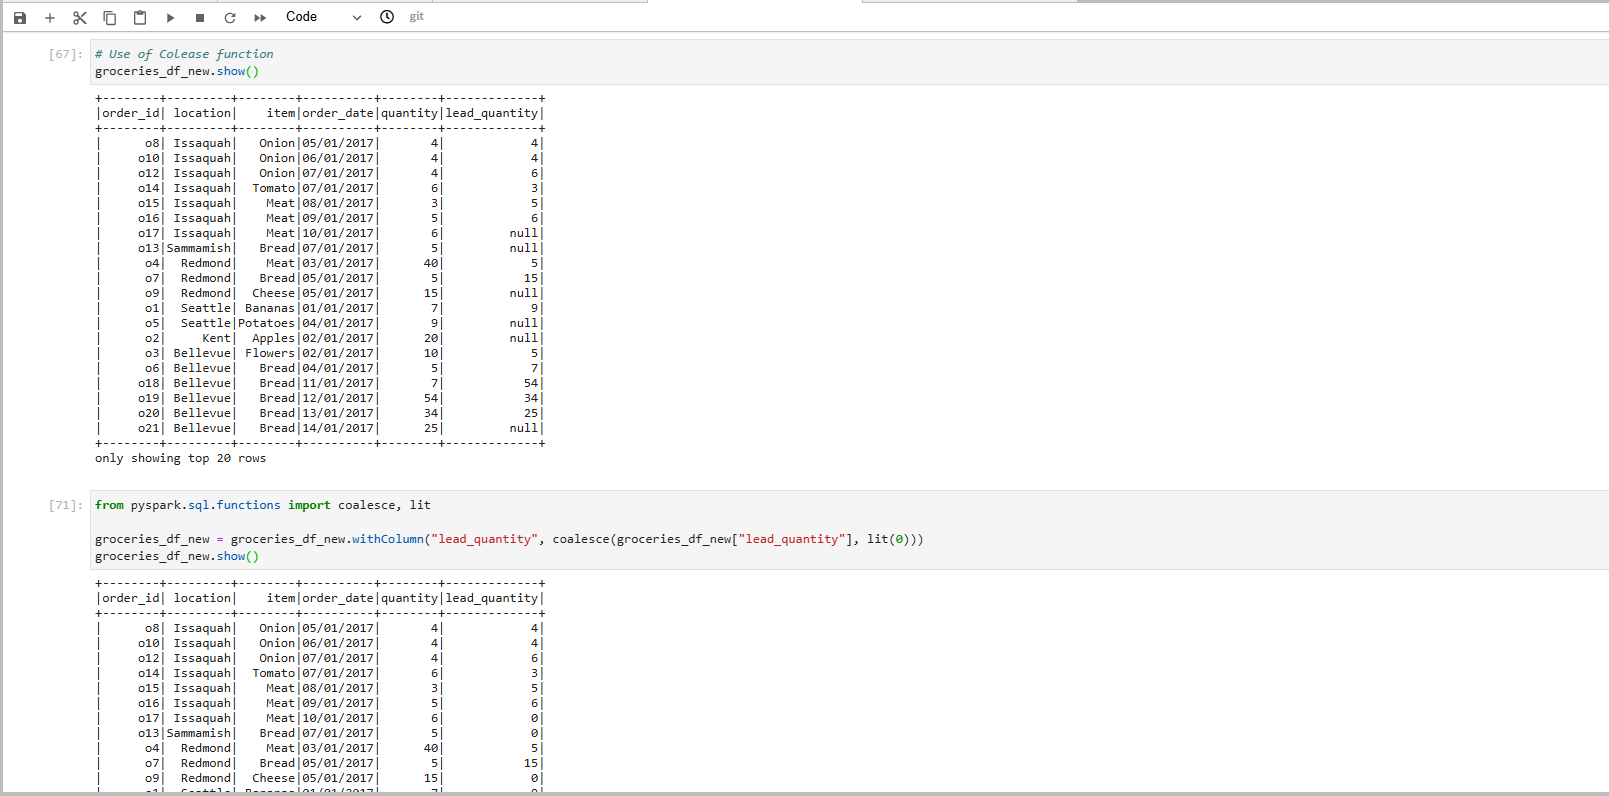 Code git
[67]: # Use of Colease function
groceries_df_new.show()
+--------+---------+--------+----------+--------+-------------+
|order_id| location|    item|order_date|quantity|lead_quantity|
+--------+---------+--------+----------+--------+-------------+
|      o8| Issaquah|   Onion|05/01/2017|       4|            4|
|     o10| Issaquah|   Onion|06/01/2017|       4|            4|
|     o12| Issaquah|   Onion|07/01/2017|       4|            6|
|     o14| Issaquah|  Tomato|07/01/2017|       6|            3|
|     o15| Issaquah|    Meat|08/01/2017|       3|            5|
|     o16| Issaquah|    Meat|09/01/2017|       5|            6|
|     o17| Issaquah|    Meat|10/01/2017|       6|         null|
|     o13|Sammamish|   Bread|07/01/2017|       5|         null|
|      o4|  Redmond|    Meat|03/01/2017|      40|            5|
|      o7|  Redmond|   Bread|05/01/2017|       5|           15|
|      o9|  Redmond|  Cheese|05/01/2017|      15|         null|
|      o1|  Seattle| Bananas|01/01/2017|       7|            9|
|      o5|  Seattle|Potatoes|04/01/2017|       9|         null|
|      o2|     Kent|  Apples|02/01/2017|      20|         null|
|      o3| Bellevue| Flowers|02/01/2017|      10|            5|
|      o6| Bellevue|   Bread|04/01/2017|       5|            7|
|     o18| Bellevue|   Bread|11/01/2017|       7|           54|
|     o19| Bellevue|   Bread|12/01/2017|      54|           34|
|     o20| Bellevue|   Bread|13/01/2017|      34|           25|
|     o21| Bellevue|   Bread|14/01/2017|      25|         null|
+--------+---------+--------+----------+--------+-------------+
only showing top 20 rows
[71]: from pyspark.sql.functions import coalesce, lit
groceries_df_new = groceries_df_new.withColumn("lead_quantity", coalesce(groceries_df_new["lead_quantity"], lit(0)))
groceries_df_new.show()
+--------+---------+--------+----------+--------+-------------+
|order_id| location|    item|order_date|quantity|lead_quantity|
+--------+---------+--------+----------+--------+-------------+
|      o8| Issaquah|   Onion|05/01/2017|       4|            4|
|     o10| Issaquah|   Onion|06/01/2017|       4|            4|
|     o12| Issaquah|   Onion|07/01/2017|       4|            6|
|     o14| Issaquah|  Tomato|07/01/2017|       6|            3|
|     o15| Issaquah|    Meat|08/01/2017|       3|            5|
|     o16| Issaquah|    Meat|09/01/2017|       5|            6|
|     o17| Issaquah|    Meat|10/01/2017|       6|            0|
|     o13|Sammamish|   Bread|07/01/2017|       5|            0|
|      o4|  Redmond|    Meat|03/01/2017|      40|            5|
|      o7|  Redmond|   Bread|05/01/2017|       5|           15|
|      o9|  Redmond|  Cheese|05/01/2017|      15|            0|